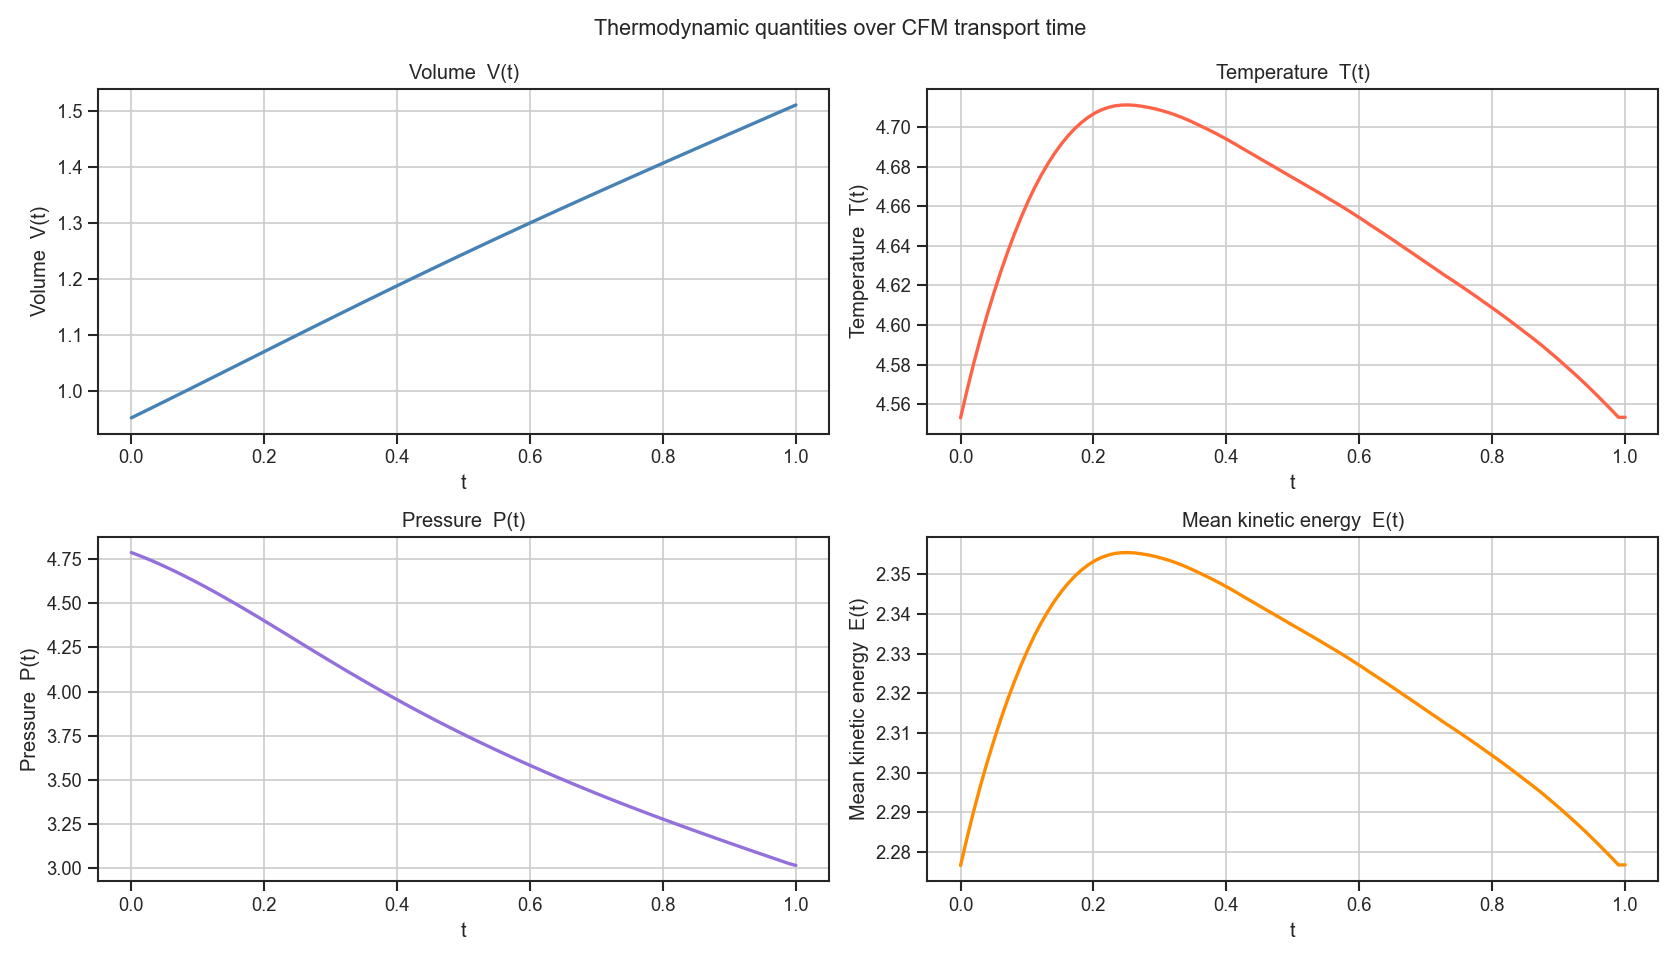 Thermodynamic quantities over CFM transport time
Volume  V(t)
Volume  V(t)
1.5
1.4
1.3
1.2
1.1
1.0
0.0 0.2 0.4 0.6 0.8 1.0
t
Temperature  T(t)
Temperature  T(t)
4.70
4.68
4.66
4.64
4.62
4.60
4.58
4.56
0.0 0.2 0.4 0.6 0.8 1.0
t
Pressure  P(t)
Pressure  P(t)
4.75
4.50
4.25
4.00
3.75
3.50
3.25
3.00
0.0 0.2 0.4 0.6 0.8 1.0
t
Mean kinetic energy  E(t)
Mean kinetic energy  E(t)
2.35
2.34
2.33
2.32
2.31
2.30
2.29
2.28
0.0 0.2 0.4 0.6 0.8 1.0
t